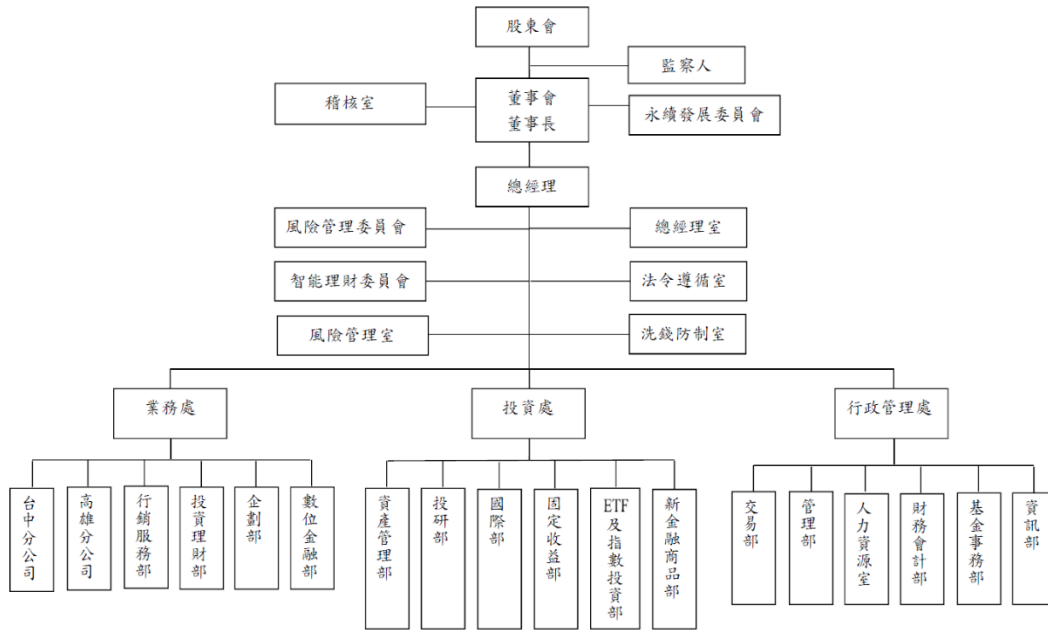 股東會
監察人
稽核室
董事會
董事長
永續發展委員會
總經理
風險管理委員會
總經理室
智能理財委員會
法令遵循室
風險管理室
洗錢防制室
業務處
投資處
行政管理處
台中分公司
高雄分公司
行銷服務部
投資理財部
企劃部
數位金融部
資產管理部
投研部
國際部
固定收益部
ETF及指數投資部
新金融商品部
交易部
管理部
人力資源室
財務會計部
基金事務部
資訊部